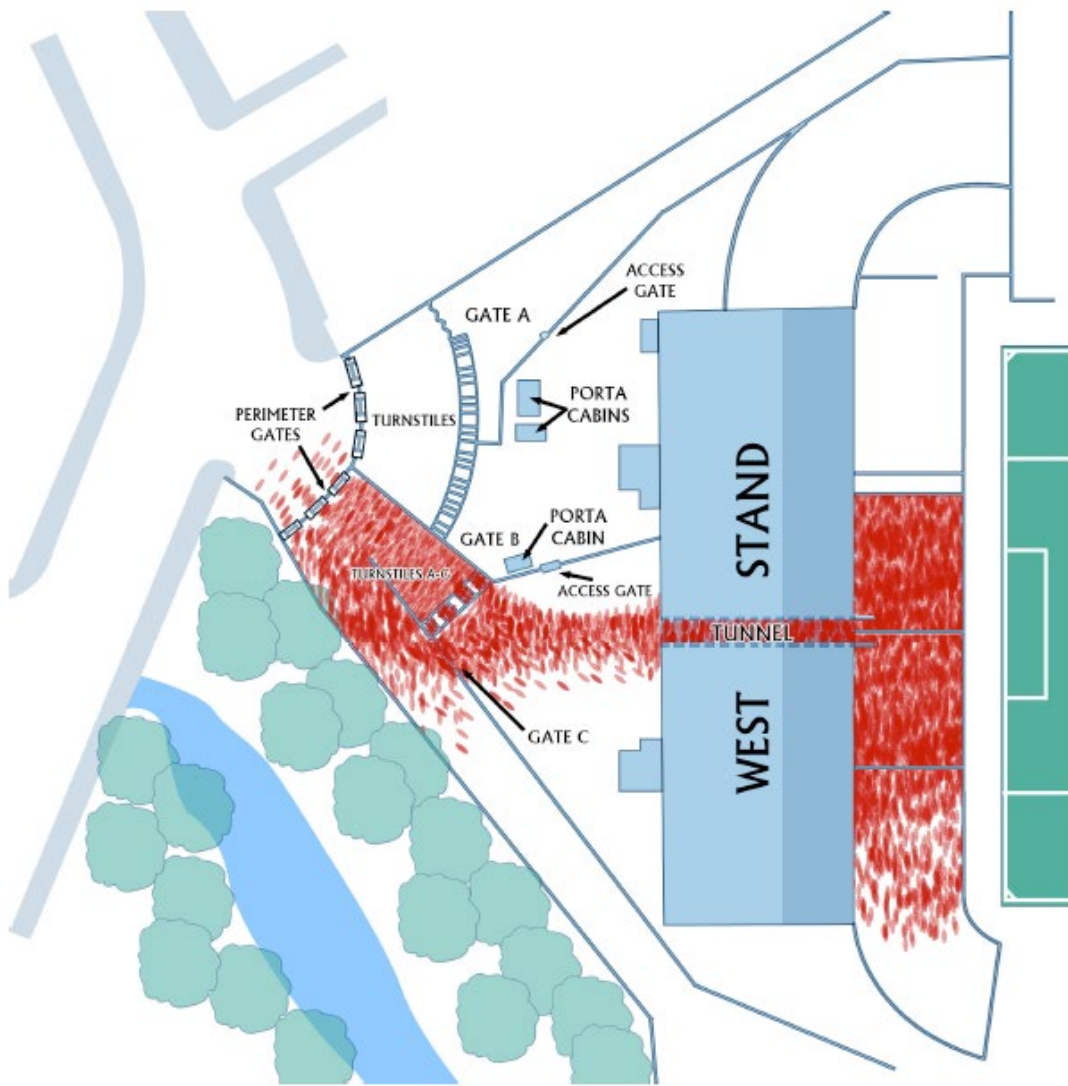 ACCESS
GATE
GATE A
PORTA
CABINS
PERIMETER
GATES
TURNSTILES
STAND
PORTA
CABIN
GATE B
TURNSTILES A-G
ACCESS GATE
TUNNEL
WEST
GATE C